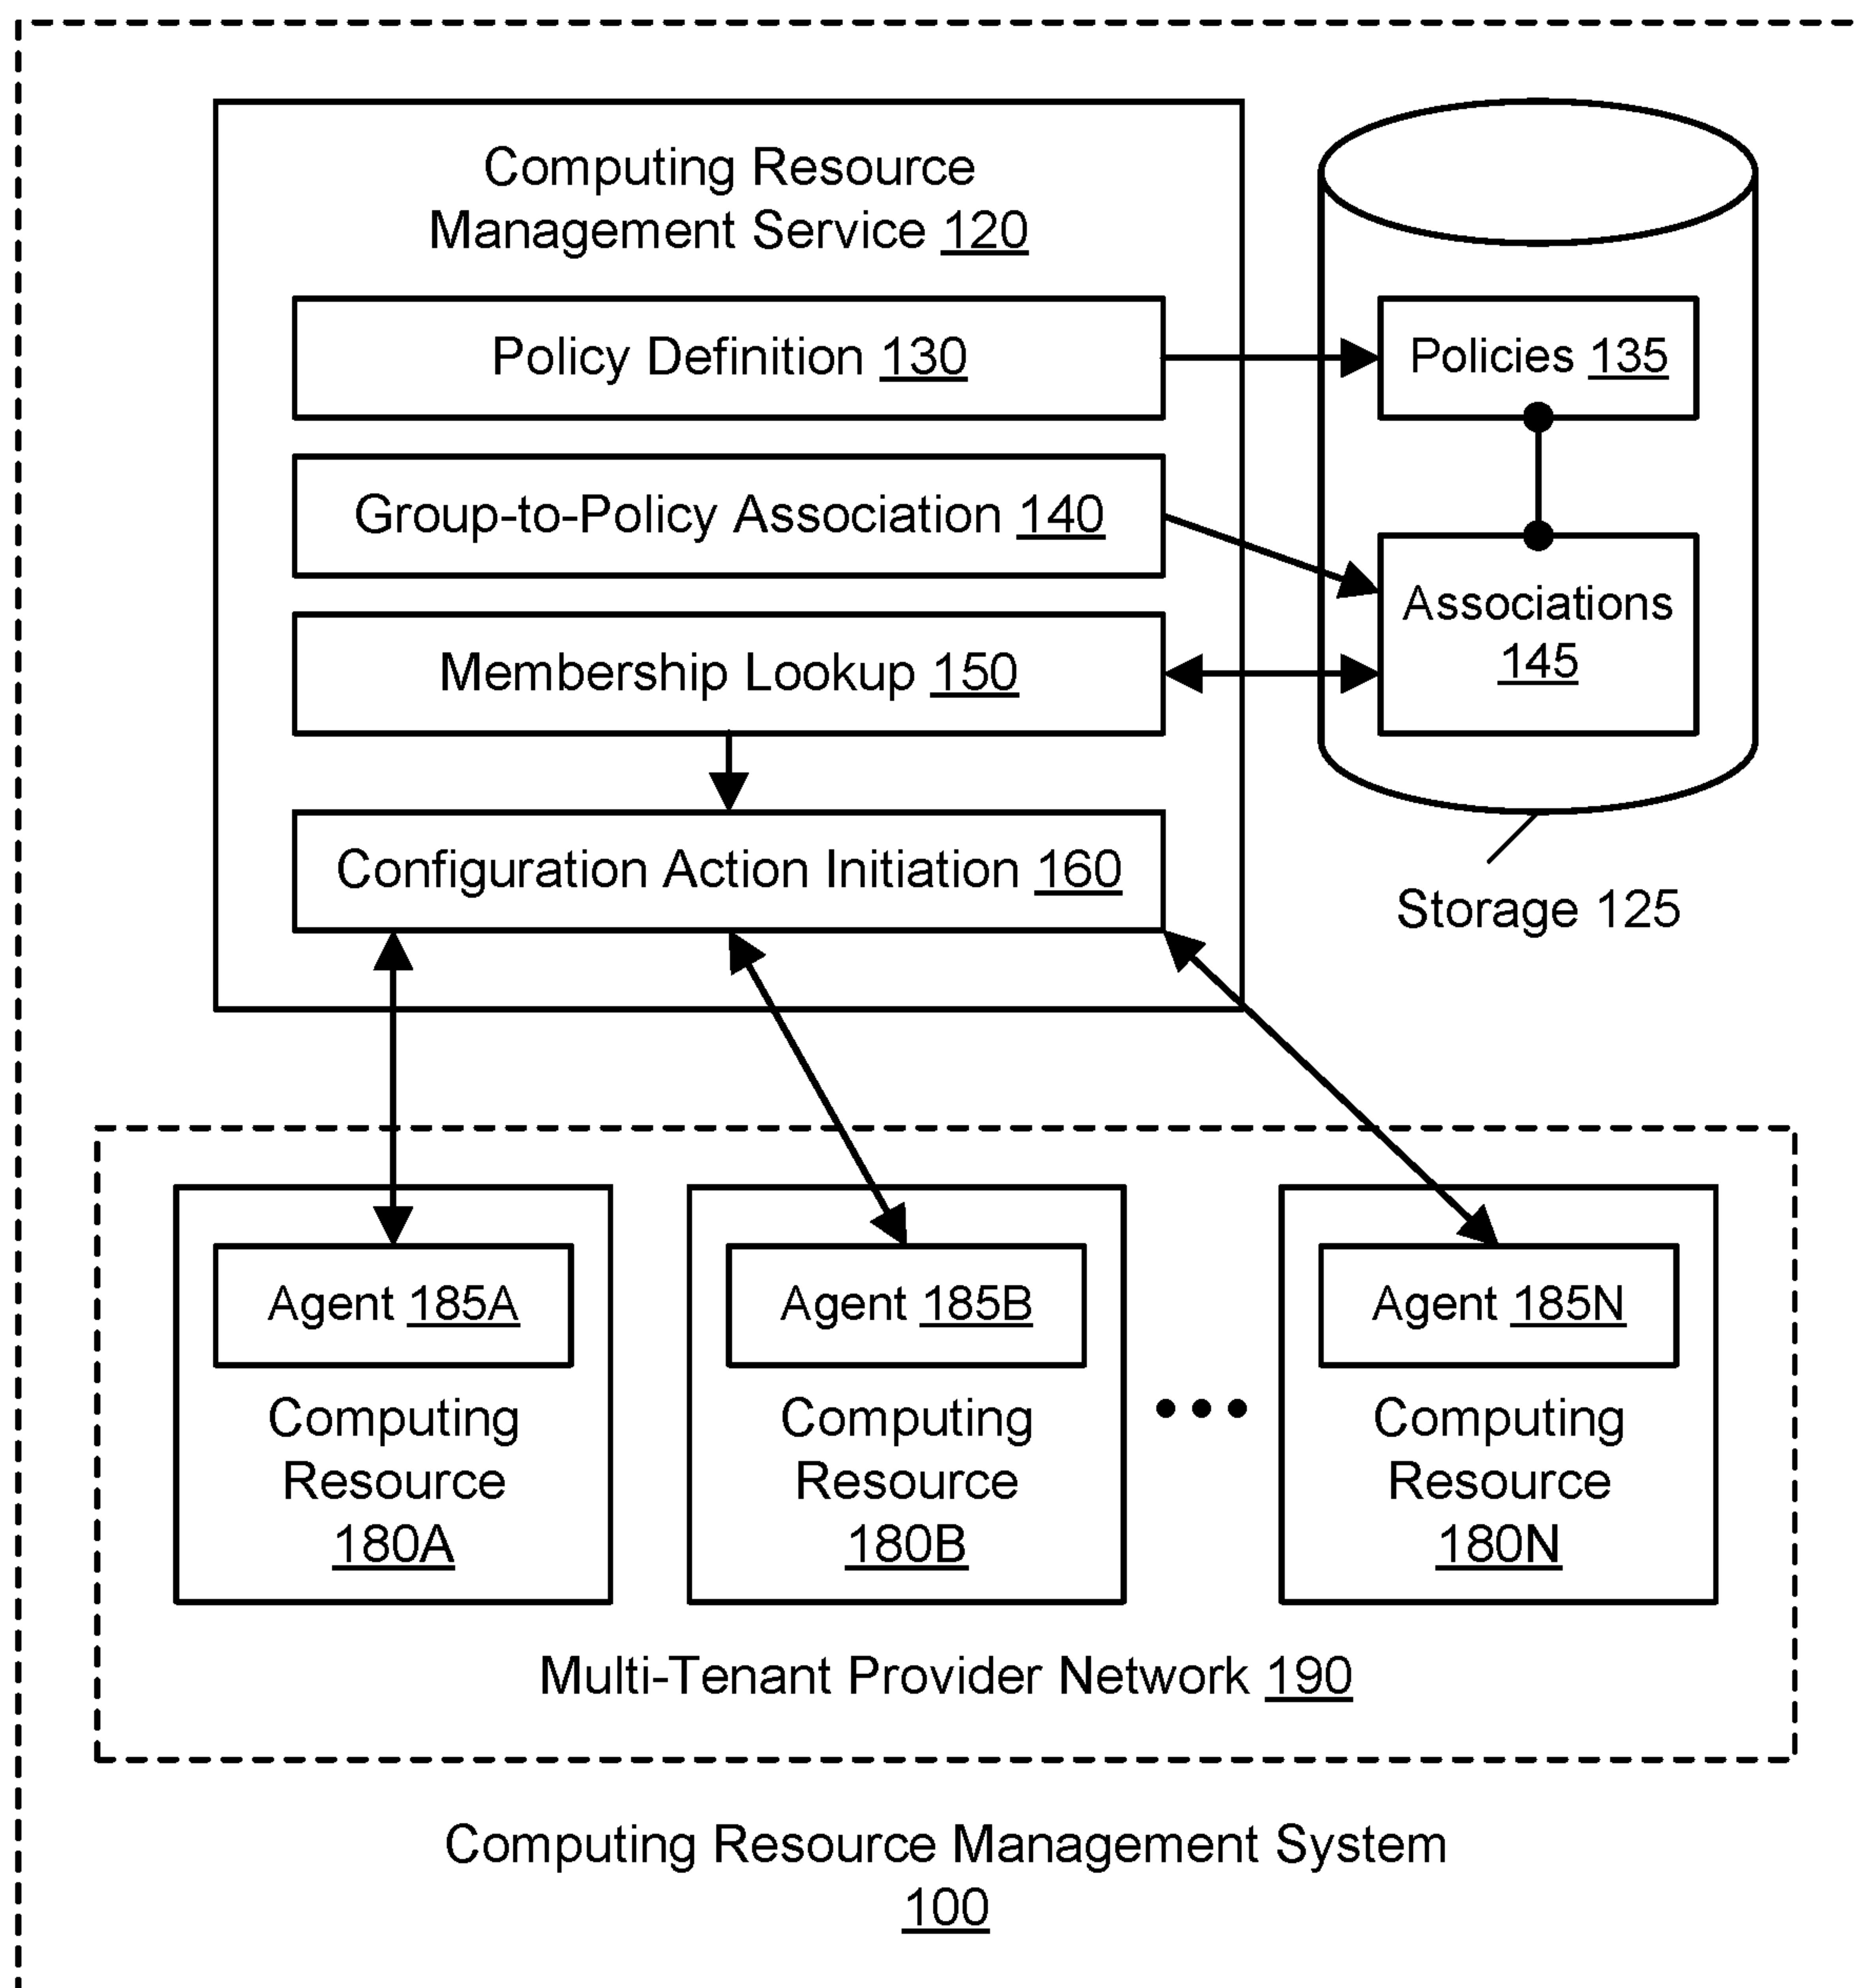 Computing Resource
Management Service 120
Policy Definition 130
Policies 135
Group-to-Policy Association 140
Associations
145
Membership Lookup 150
Configuration Action Initiation 160
Storage 125
Agent 185A
Computing
Resource
180A
Agent 185B
Computing
Resource
180B
Agent 185N
Computing
Resource
180N
Multi-Tenant Provider Network 190
Computing Resource Management System
100